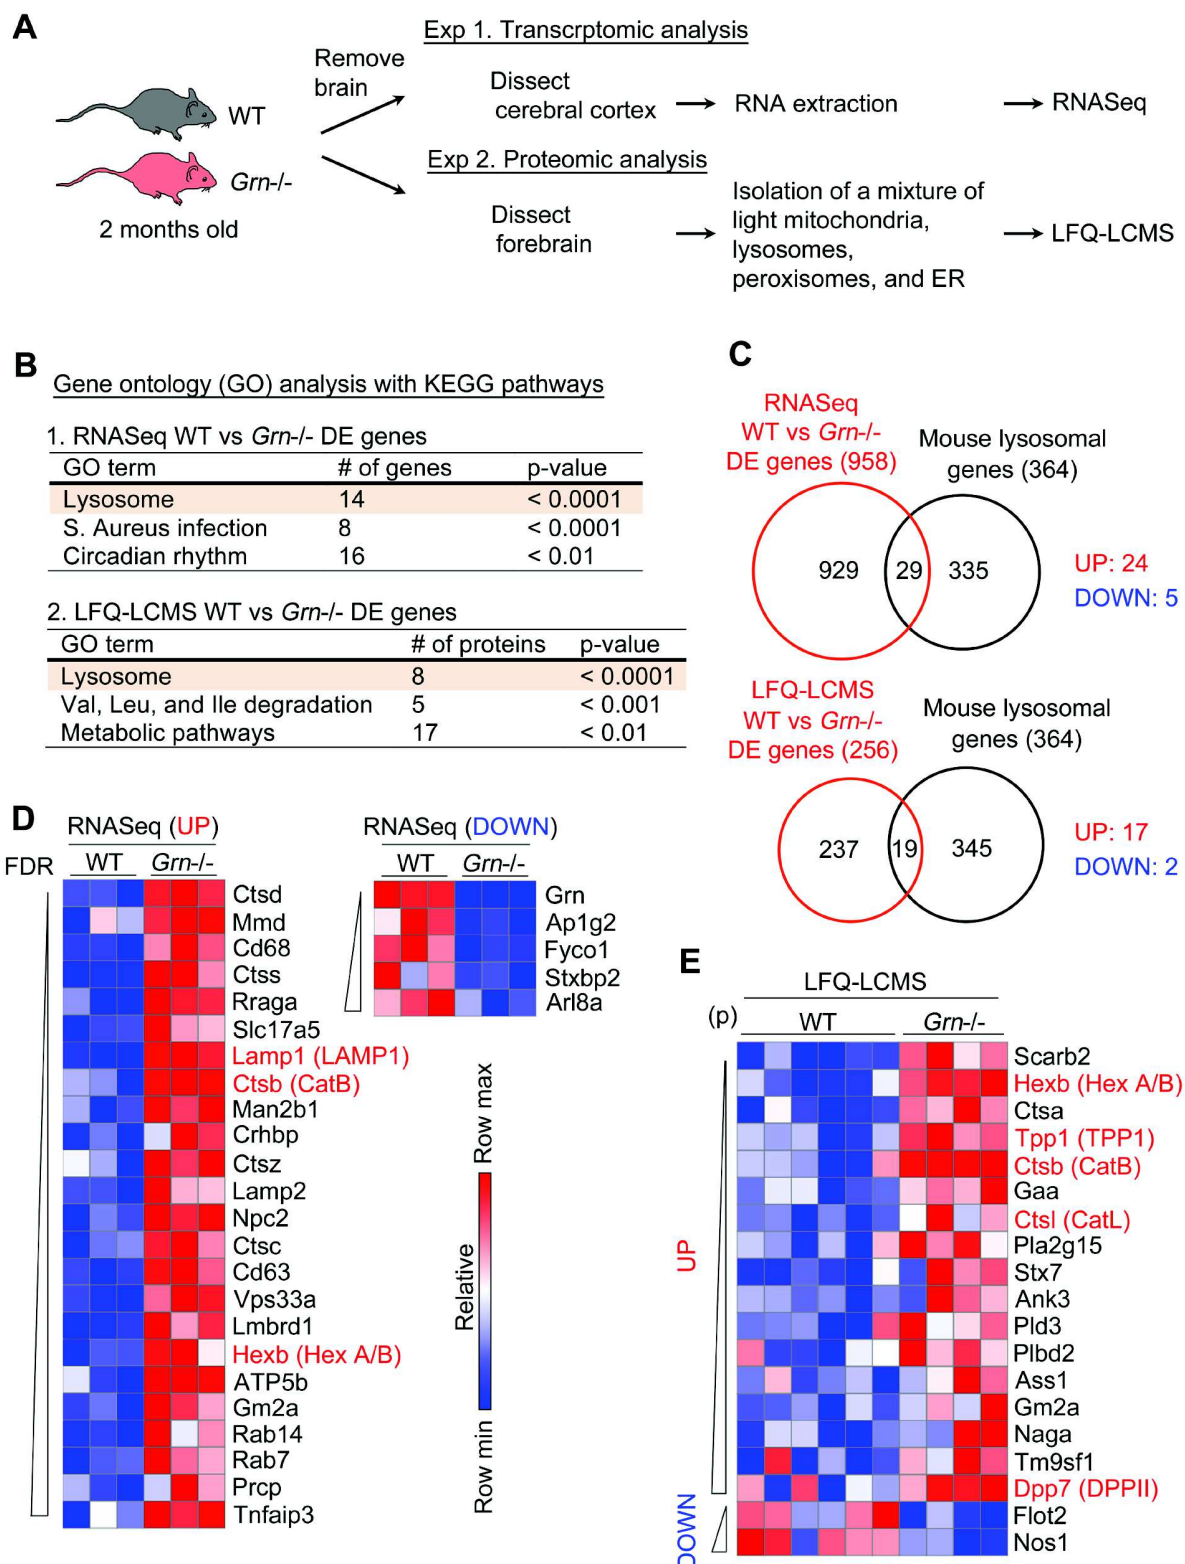 A
Exp 1. Transcrptomic analysis
Remove
brain
Dissect
cerebral cortex
RNA extraction
RNASeq
WT
Grn-/-
2 months old
Exp 2. Proteomic analysis
Dissect
forebrain
Isolation of a mixture of
light mitochondria,
lysosomes,
peroxisomes, and ER
LFQ-LCMS
B
Gene ontology (GO) analysis with KEGG pathways
1. RNASeq WT vs Grn-/- DE genes
GO term # of genes p-value
Lysosome 14 < 0.0001
S. Aureus infection 8 < 0.0001
Circadian rhythm 16 < 0.01
2. LFQ-LCMS WT vs Grn-/- DE genes
GO term # of proteins p-value
Lysosome 8 < 0.0001
Val, Leu, and Ile degradation 5 < 0.001
Metabolic pathways 17 < 0.01
C
RNASeq
WT vs Grn-/-
DE genes (958)
Mouse lysosomal
genes (364)
929 29 335
UP: 24
DOWN: 5
LFQ-LCMS
WT vs Grn-/-
DE genes (256)
Mouse lysosomal
genes (364)
237 19 345
UP: 17
DOWN: 2
D
RNASeq (UP)
FDR WT Grn-/-
Ctsd
Mmd
Cd68
Ctss
Rraga
Slc17a5
Lamp1 (LAMP1)
Ctsb (CatB)
Man2b1
Crhbp
Ctsz
Lamp2
Npc2
Ctsc
Cd63
Vps33a
Lmbrd1
Hexb (Hex A/B)
ATP5b
Gm2a
Rab14
Rab7
Prcp
Tnfaip3
RNASeq (DOWN)
WT Grn-/-
Grn
Ap1g2
Fyco1
Stxbp2
Arl8a
Row max
Relative
Row min
E
LFQ-LCMS
(p) WT Grn-/-
UP
Scarb2
Hexb (Hex A/B)
Ctsa
Tpp1 (TPP1)
Ctsb (CatB)
Gaa
Ctsl (CatL)
Pla2g15
Stx7
Ank3
Pld3
Plbd2
Ass1
Gm2a
Naga
Tm9sf1
Dpp7 (DPPII)
DOWN
Flot2
Nos1